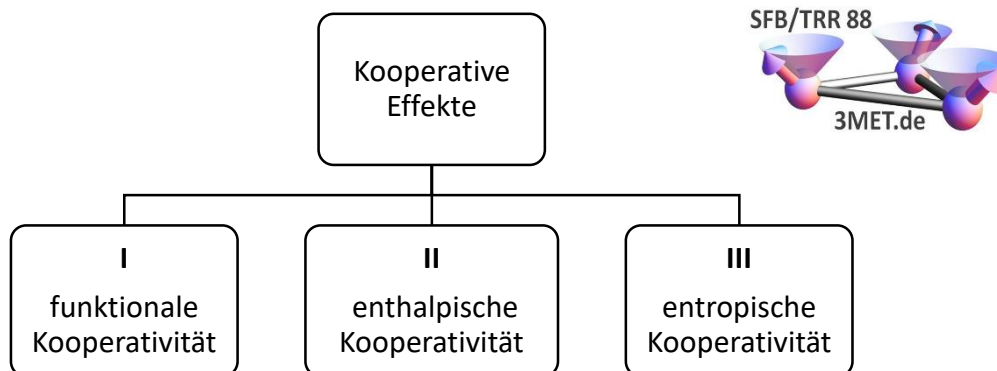 SFB/TRR 88
3MET.de
Kooperative
Effekte
I
funktionale
Kooperativität
II
enthalpische
Kooperativität
III
entropische
Kooperativität